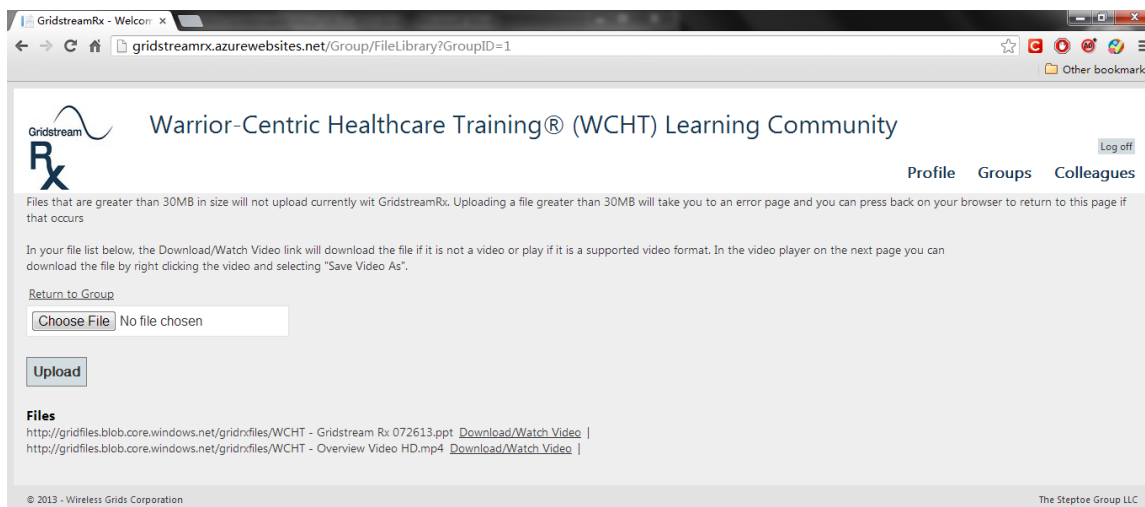 GridstreamRx - Welcom
gridstreamrx.azurewebsites.net/Group/FileLibrary?GroupID=1
Other bookmark
Gridstream
Rx
Warrior-Centric Healthcare Training® (WCHT) Learning Community
Log off
Profile Groups Colleagues
Files that are greater than 30MB in size will not upload currently wit GridstreamRx. Uploading a file greater than 30MB will take you to an error page and you can press back on your browser to return to this page if
that occurs
In your file list below, the Download/Watch Video link will download the file if it is not a video or play if it is a supported video format. In the video player on the next page you can
download the file by right clicking the video and selecting "Save Video As".
Return to Group
Choose File No file chosen
Upload
Files
http://gridfiles.blob.core.windows.net/gridrxfiles/WCHT - Gridstream Rx 072613.ppt Download/Watch Video |
http://gridfiles.blob.core.windows.net/gridrxfiles/WCHT - Overview Video HD.mp4 Download/Watch Video |
© 2013 - Wireless Grids Corporation
The Steptoe Group LLC